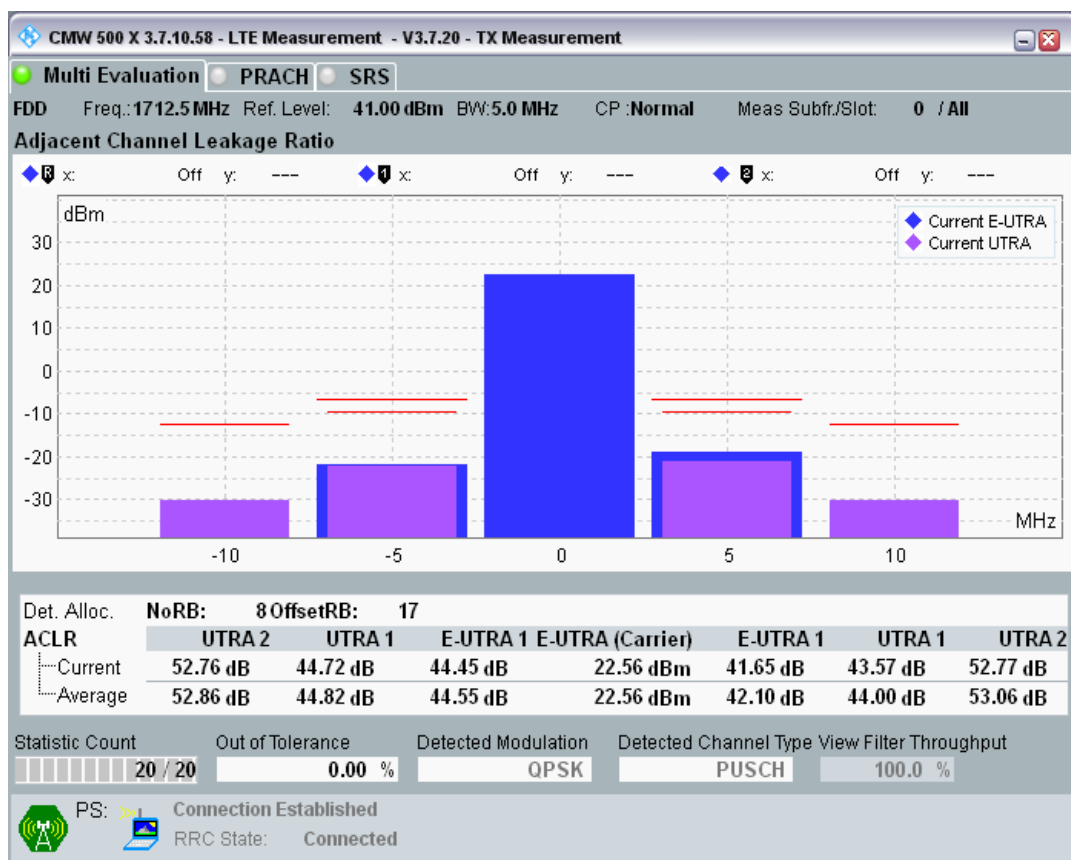 CMW 500 X 3.7.10.58 - LTE Measurement - V3.7.20 - TX Measurement
Multi Evaluation PRACH SRS
FDD Freq.:1712.5 MHz Ref. Level: 41.00 dBm BW:5.0 MHz CP :Normal Meas Subfr./Slot: 0 / All
Adjacent Channel Leakage Ratio
R x: Off y: --- 1 x: Off y: --- 2 x: Off y: ---
dBm
Current E-UTRA
Current UTRA
30
20
10
0
-10
-20
-30
MHz
-10 -5 0 5 10
Det. Alloc. NoRB: 8 OffsetRB: 17
ACLR UTRA 2 UTRA 1 E-UTRA 1 E-UTRA (Carrier) E-UTRA 1 UTRA 1 UTRA 2
Current 52.76 dB 44.72 dB 44.45 dB 22.56 dBm 41.65 dB 43.57 dB 52.77 dB
Average 52.86 dB 44.82 dB 44.55 dB 22.56 dBm 42.10 dB 44.00 dB 53.06 dB
Statistic Count Out of Tolerance Detected Modulation Detected Channel Type View Filter Throughput
20 / 20 0.00 % QPSK PUSCH 100.0 %
PS: Connection Established
RRC State: Connected